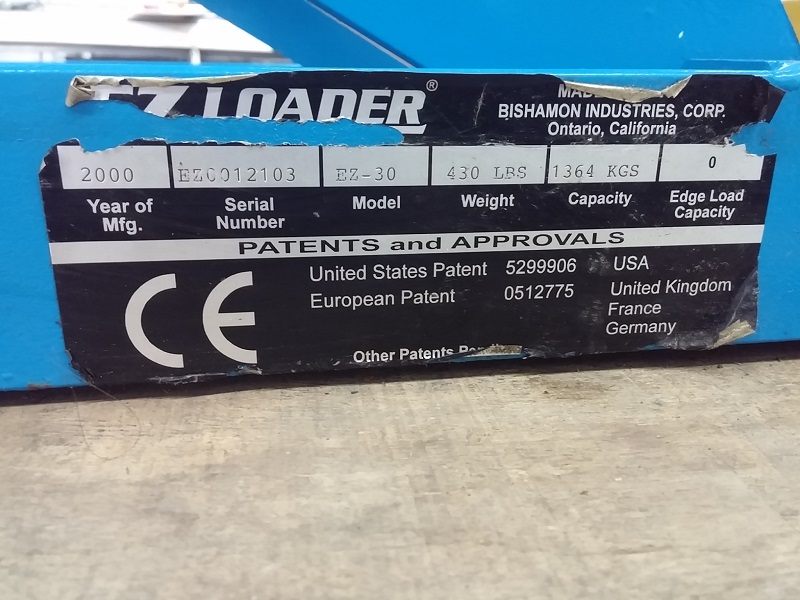 EZ LOADER®
BISHAMON INDUSTRIES, CORP.
Ontario, California
2000 EZ0012103 EZ-30 430 LBS 1364 KGS 0
Year of Mfg. Serial Number Model Weight Capacity Edge Load Capacity
PATENTS and APPROVALS
CE
United States Patent 5299906 USA
European Patent 0512775 United Kingdom
France
Germany
Other Patents